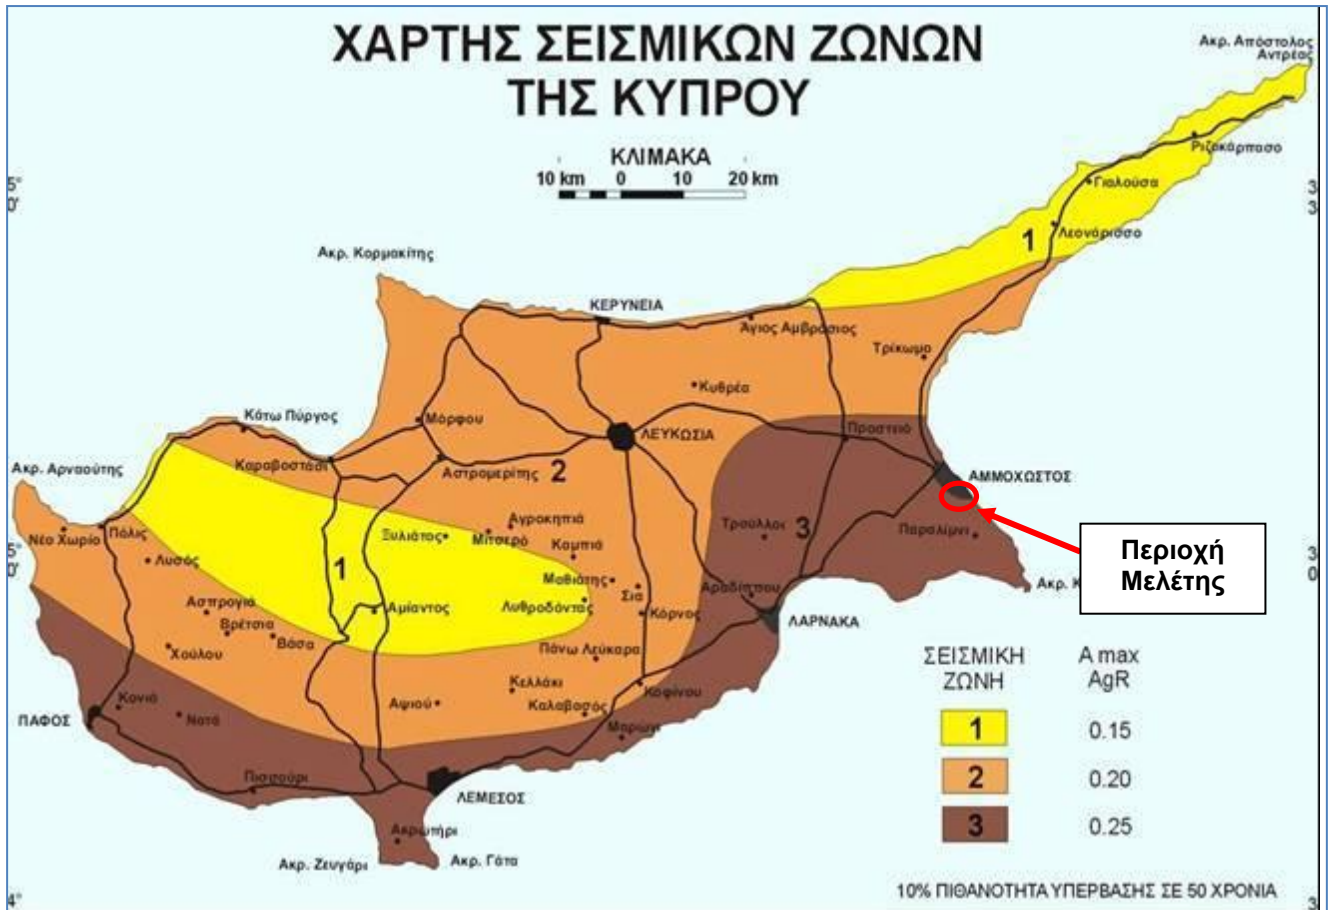 ΧΑΡΤΗΣ ΣΕΙΣΜΙΚΩΝ ΖΩΝΩΝ
ΤΗΣ ΚΥΠΡΟΥ
Ακρ. Απόστολος
Αντρέας
ΚΛΙΜΑΚΑ
10 km 0 10 20 km
Ριζοκάρπασο
Γιαλούσα
Λεονάρισσο
1
Ακρ. Κορμακίτης
ΚΕΡΥΝΕΙΑ
Άγιος Αμβρόσιος
Τρίκωμο
Κυθρέα
Κάτω Πύργος
Μόρφου
ΛΕΥΚΩΣΙΑ
Πραστειό
Καραβοστάσι
Αστρομερίτης
2
Ακρ. Αρναούτης
ΑΜΜΟΧΩΣΤΟΣ
Νέο Χωρίο
Πόλις
Ξυλιάτος
Μιτσερό
Αγροκηπιά
Τρούλλοι
3
Παραλίμνι
Λυσός
Καμπιά
1
Μαθιάτης
Σια
Αραδίππου
Ακρ. Κ
Περιοχή
Μελέτης
Ασπρογιά
Αμίαντος
Λυθροδόντας
Κόρνος
ΛΑΡΝΑΚΑ
Βρέτσια
Βάσα
Χούλου
Πάνω Λεύκαρα
Κελλάκι
Κοφίνου
Κονιά
Νατά
Αψιού
Καλαβασός
Μαρώνι
ΠΑΦΟΣ
Πισσούρι
ΛΕΜΕΣΟΣ
Ακρωτήρι
Ακρ. Ζευγάρι
Ακρ. Γάτα
ΣΕΙΣΜΙΚΗ
ΖΩΝΗ
A max
AgR
1 0.15
2 0.20
3 0.25
10% ΠΙΘΑΝΟΤΗΤΑ ΥΠΕΡΒΑΣΗΣ ΣΕ 50 ΧΡΟΝΙΑ